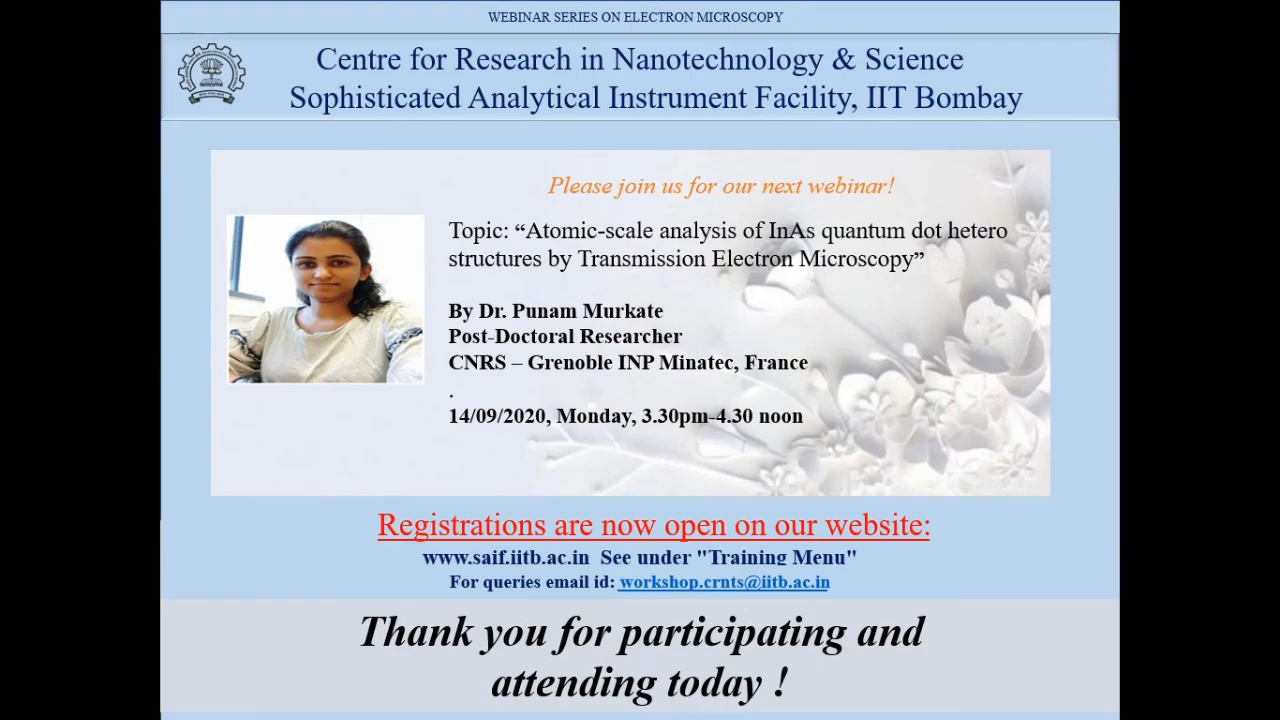 WEBINAR SERIES ON ELECTRON MICROSCOPY
Centre for Research in Nanotechnology & Science
Sophisticated Analytical Instrument Facility, IIT Bombay
Please join us for our next webinar!
Topic: “Atomic-scale analysis of InAs quantum dot hetero
structures by Transmission Electron Microscopy”
By Dr. Punam Murkate
Post-Doctoral Researcher
CNRS – Grenoble INP Minatec, France
.
14/09/2020, Monday, 3.30pm-4.30 noon
Registrations are now open on our website:
www.saif.iitb.ac.in  See under "Training Menu"
For queries email id: workshop.crnts@iitb.ac.in
Thank you for participating and
attending today !